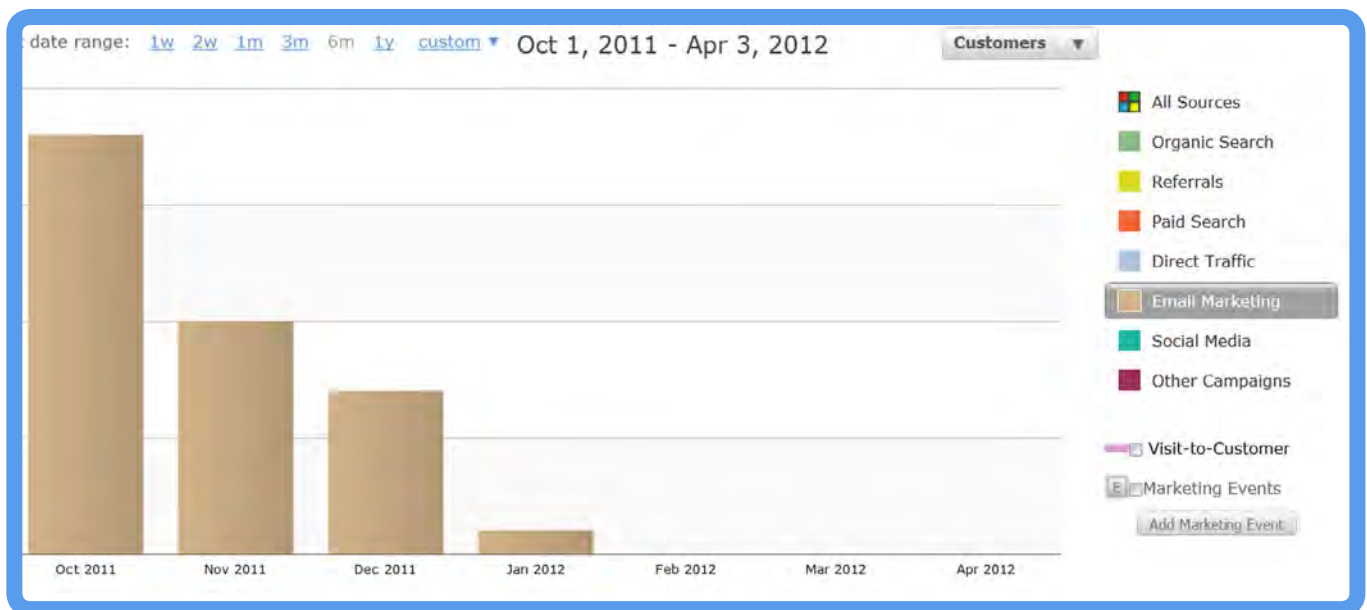 date range: 1w 2w 1m 3m 6m 1y custom ▼ Oct 1, 2011 - Apr 3, 2012 Customers ▼
All Sources
Organic Search
Referrals
Paid Search
Direct Traffic
Email Marketing
Social Media
Other Campaigns
Visit-to-Customer
E Marketing Events
Add Marketing Event
Oct 2011 Nov 2011 Dec 2011 Jan 2012 Feb 2012 Mar 2012 Apr 2012